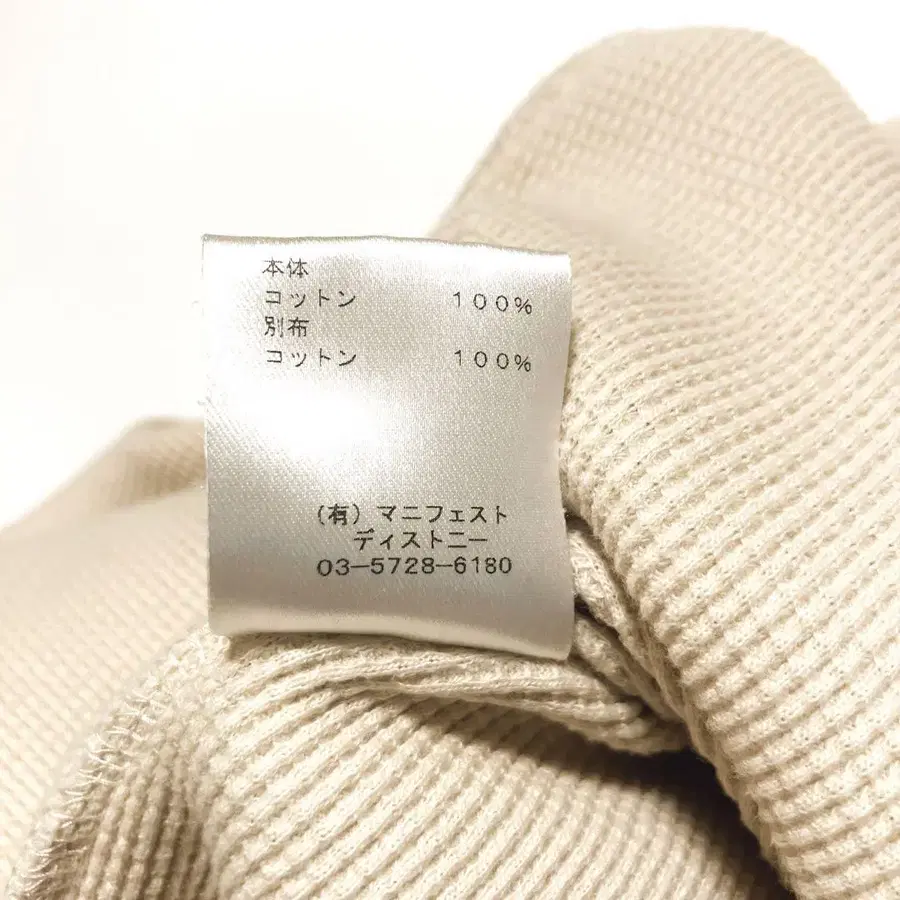 本体
コットン 100%
別布
コットン 100%
(有)マニフェスト
ディストニー
03-5728-6180